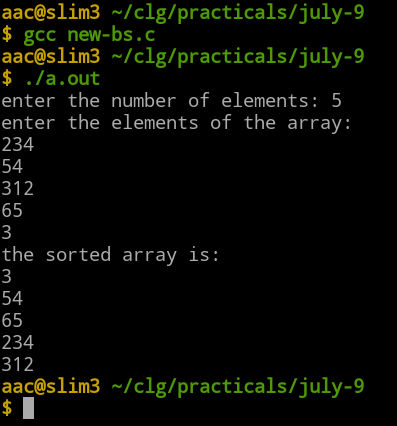 aac@slim3 ~/clg/practicals/july-9
$ gcc new-bs.c
aac@slim3 ~/clg/practicals/july-9
$ ./a.out
enter the number of elements: 5
enter the elements of the array:
234
54
312
65
3
the sorted array is:
3
54
65
234
312
aac@slim3 ~/clg/practicals/july-9
$